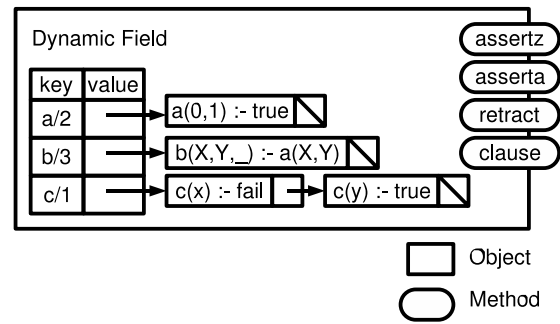 Dynamic Field
assertz
asserta
retract
clause
key value
a/2 a(0,1) :- true
b/3 b(X,Y,_) :- a(X,Y)
c/1 c(x) :- fail c(y) :- true
Object
Method